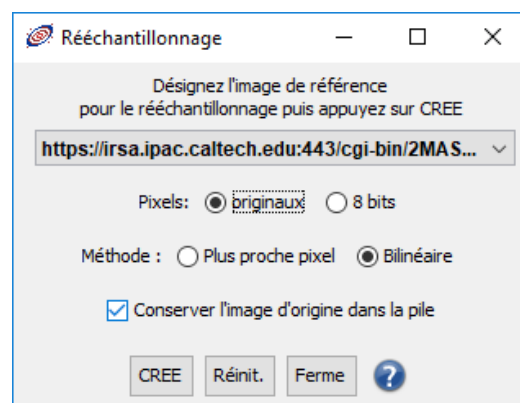 Rééchantillonnage
Désignez l'image de référence
pour le rééchantillonnage puis appuyez sur CREE
https://irsa.ipac.caltech.edu:443/cgi-bin/2MAS...
Pixels: originaux 8 bits
Méthode : Plus proche pixel Bilinéaire
Conserver l'image d'origine dans la pile
CREE Réinit. Ferme ?